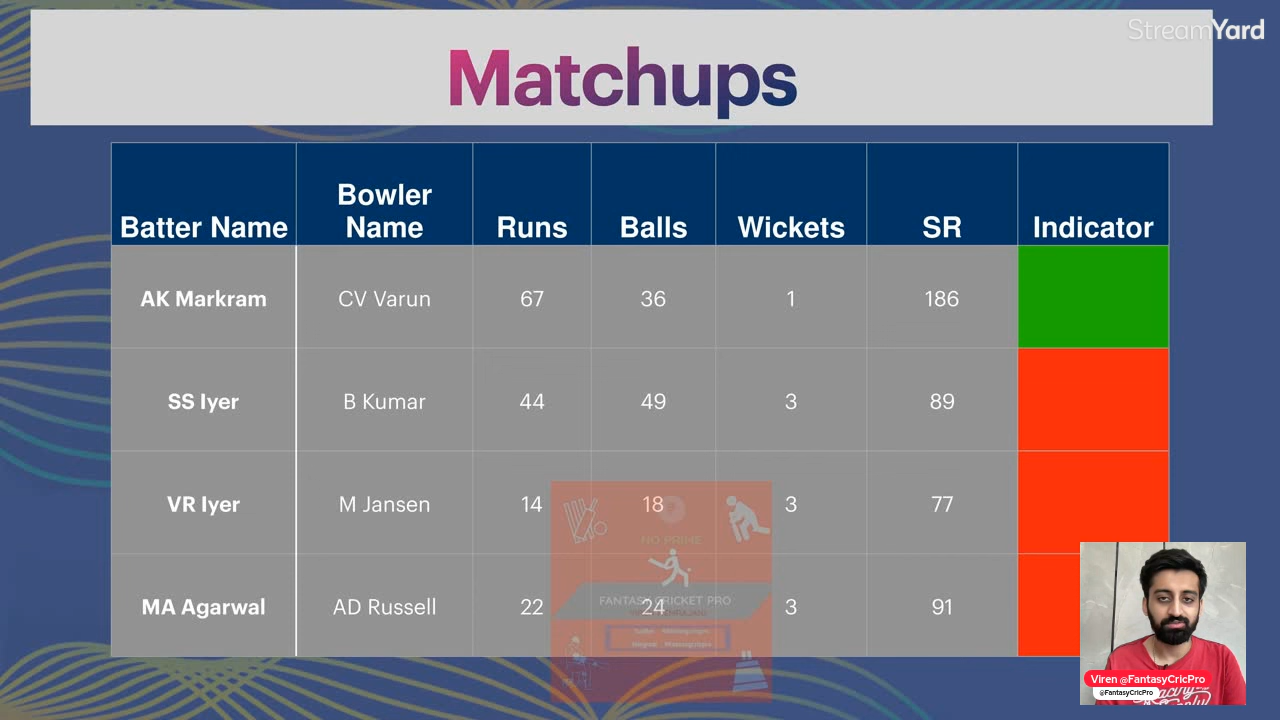 StreamYard
Matchups
Batter Name Bowler Name Runs Balls Wickets SR Indicator
AK Markram CV Varun 67 36 1 186
SS Iyer B Kumar 44 49 3 89
VR Iyer M Jansen 14 18 3 77
MA Agarwal AD Russell 22 24 3 91
NO PRIME
FANTASY CRICKET PRO
Viren @FantasyCricPro
@FantasyCricPro